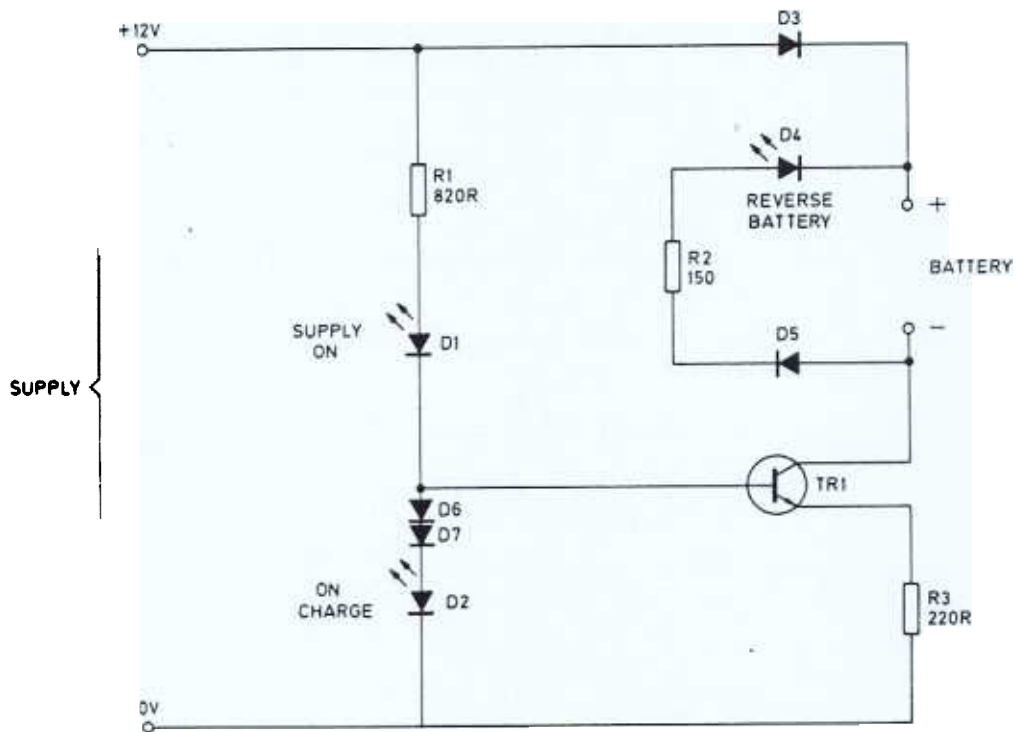 +12V
D3
D4
R1
820R
REVERSE
BATTERY
+
R2
150
BATTERY
SUPPLY
ON
D1
D5
-
SUPPLY
TR1
D6
D7
ON
CHARGE
D2
R3
220R
0V